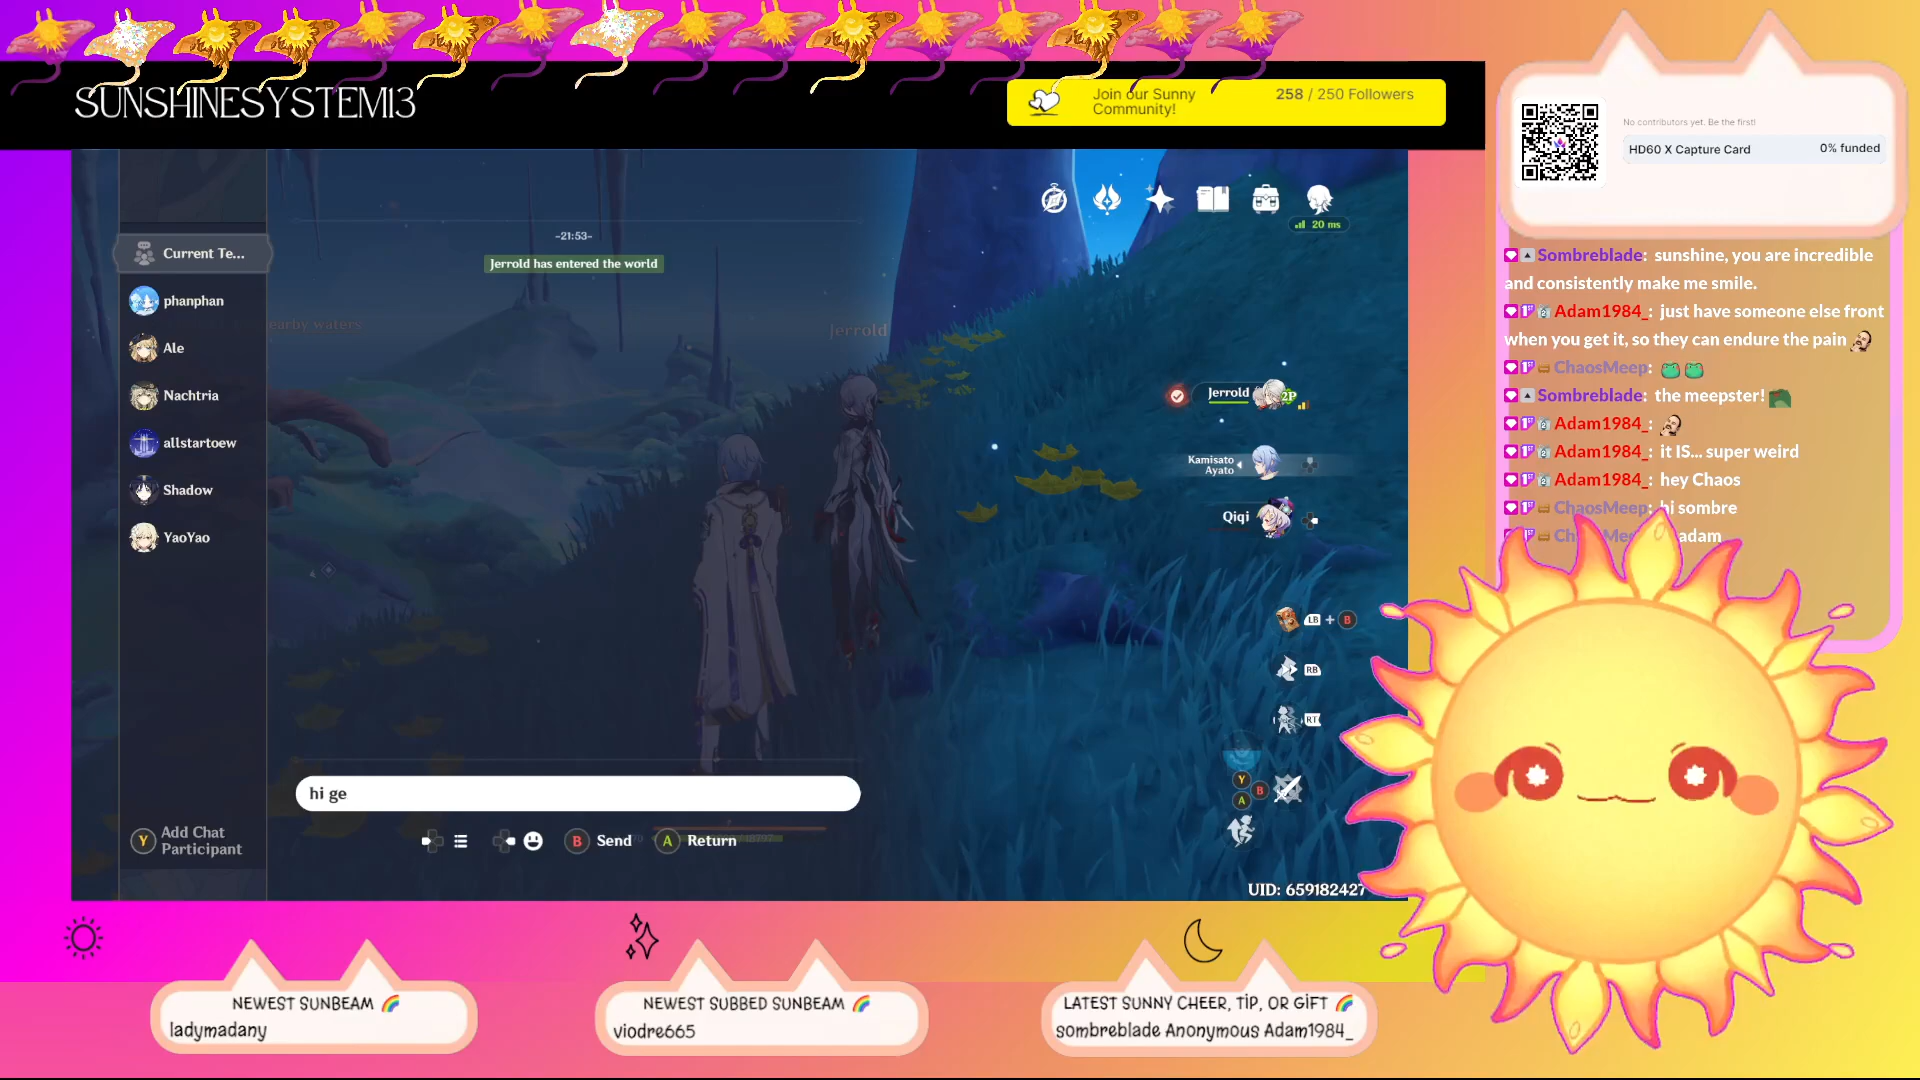 SUNSHINESYSTEM13
Join our Sunny
Community!
258 / 250 Followers
No contributors yet. Be the first!
HD60 X Capture Card
0% funded
-21:53-
Jerrold has entered the world
20 ms
Current Te...
phanphan
Ale
Nachtria
allstartoew
Shadow
YaoYao
earby waters
Jerrold
Jerrold
2P
Kamisato
Ayato
Qiqi
LB + B
RB
RT
Y
B
A
hi ge
Y Add Chat
Participant
B Send
A Return
UID: 659182427
Sombreblade: sunshine, you are incredible
and consistently make me smile.
Adam1984_: just have someone else front
when you get it, so they can endure the pain
ChaosMeep:
Sombreblade: the meepster!
Adam1984_:
Adam1984_: it IS... super weird
Adam1984_: hey Chaos
ChaosMeep: hi sombre
adam
NEWEST SUNBEAM
ladymadany
NEWEST SUBBED SUNBEAM
viodre665
LATEST SUNNY CHEER, TIP, OR GIFT
sombreblade Anonymous Adam1984_